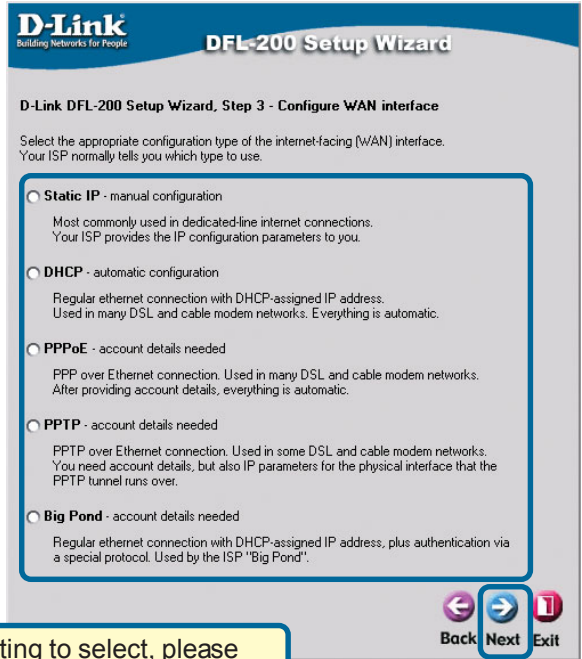 D-Link
Building Networks for People
DFL-200 Setup Wizard
D-Link DFL-200 Setup Wizard, Step 3 - Configure WAN interface
Select the appropriate configuration type of the internet-facing (WAN) interface.
Your ISP normally tells you which type to use.
Static IP - manual configuration
Most commonly used in dedicated-line internet connections.
Your ISP provides the IP configuration parameters to you.
DHCP - automatic configuration
Regular ethernet connection with DHCP-assigned IP address.
Used in many DSL and cable modem networks. Everything is automatic.
PPPoE - account details needed
PPP over Ethernet connection. Used in many DSL and cable modem networks.
After providing account details, everything is automatic.
PPTP - account details needed
PPTP over Ethernet connection. Used in some DSL and cable modem networks.
You need account details, but also IP parameters for the physical interface that the
PPTP tunnel runs over.
Big Pond - account details needed
Regular ethernet connection with DHCP-assigned IP address, plus authentication via
a special protocol. Used by the ISP "Big Pond".
Back Next Exit
ting to select, please